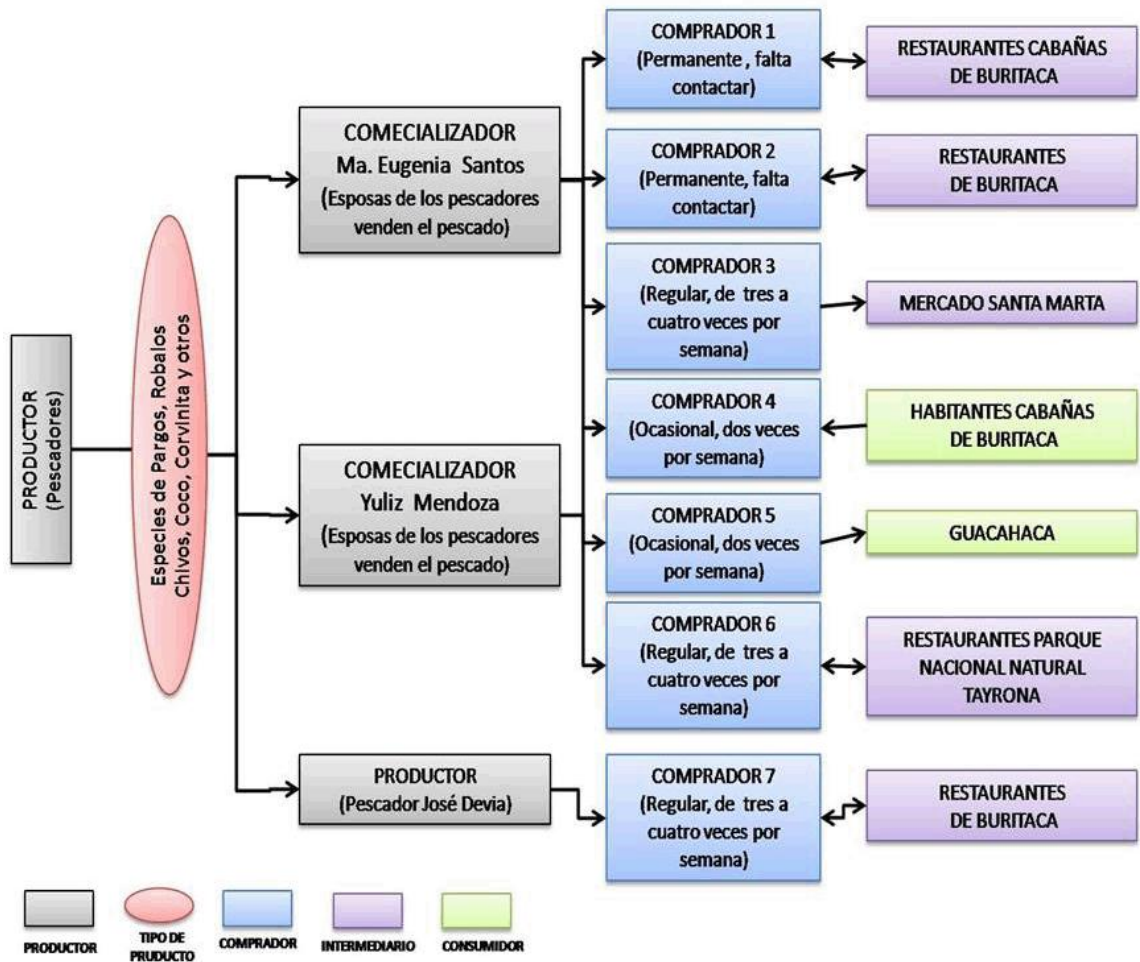 PRODUCTOR
(Pescadores)
Especies de Pargos, Robalos
Chivos, Coco, Corvinita y otros
COMECIALIZADOR
Ma. Eugenia Santos
(Esposas de los pescadores
venden el pescado)
COMECIALIZADOR
Yuliz Mendoza
(Esposas de los pescadores
venden el pescado)
PRODUCTOR
(Pescador José Devia)
COMPRADOR 1
(Permanente , falta
contactar)
COMPRADOR 2
(Permanente, falta
contactar)
COMPRADOR 3
(Regular, de tres a
cuatro veces por
semana)
COMPRADOR 4
(Ocasional, dos veces
por semana)
COMPRADOR 5
(Ocasional, dos veces
por semana)
COMPRADOR 6
(Regular, de tres a
cuatro veces por
semana)
COMPRADOR 7
(Regular, de tres a
cuatro veces por
semana)
RESTAURANTES CABAÑAS
DE BURITACA
RESTAURANTES
DE BURITACA
MERCADO SANTA MARTA
HABITANTES CABAÑAS
DE BURITACA
GUACAHACA
RESTAURANTES PARQUE
NACIONAL NATURAL
TAYRONA
RESTAURANTES
DE BURITACA
PRODUCTOR
TIPO DE
PRUDUCTO
COMPRADOR
INTERMEDIARIO
CONSUMIDOR